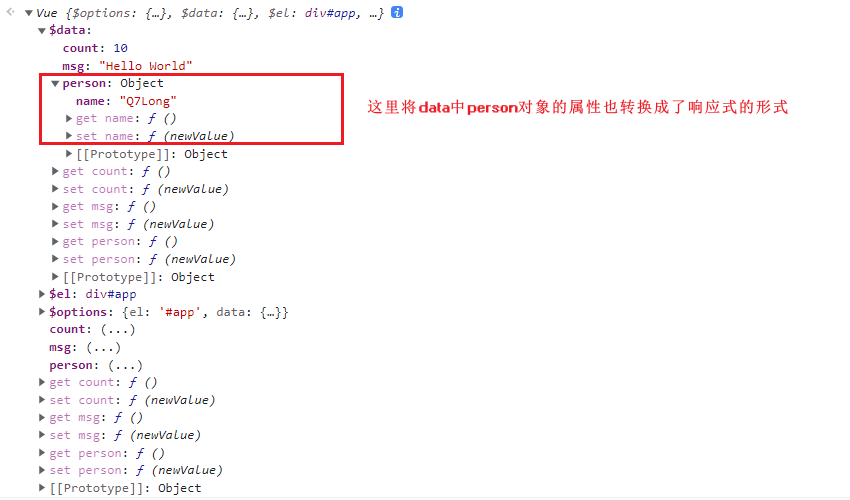 Vue {$options: {…}, $data: {…}, $el: div#app, …} i
$data:
count: 10
msg: "Hello World"
person: Object
name: "Q7Long"
get name: ƒ ()
set name: ƒ (newValue)
[[Prototype]]: Object
get count: ƒ ()
set count: ƒ (newValue)
get msg: ƒ ()
set msg: ƒ (newValue)
get person: ƒ ()
set person: ƒ (newValue)
[[Prototype]]: Object
$el: div#app
$options: {el: '#app', data: {…}}
count: (...)
msg: (...)
person: (...)
get count: ƒ ()
set count: ƒ (newValue)
get msg: ƒ ()
set msg: ƒ (newValue)
get person: ƒ ()
set person: ƒ (newValue)
[[Prototype]]: Object
这里将data中person对象的属性也转换成了响应式的形式